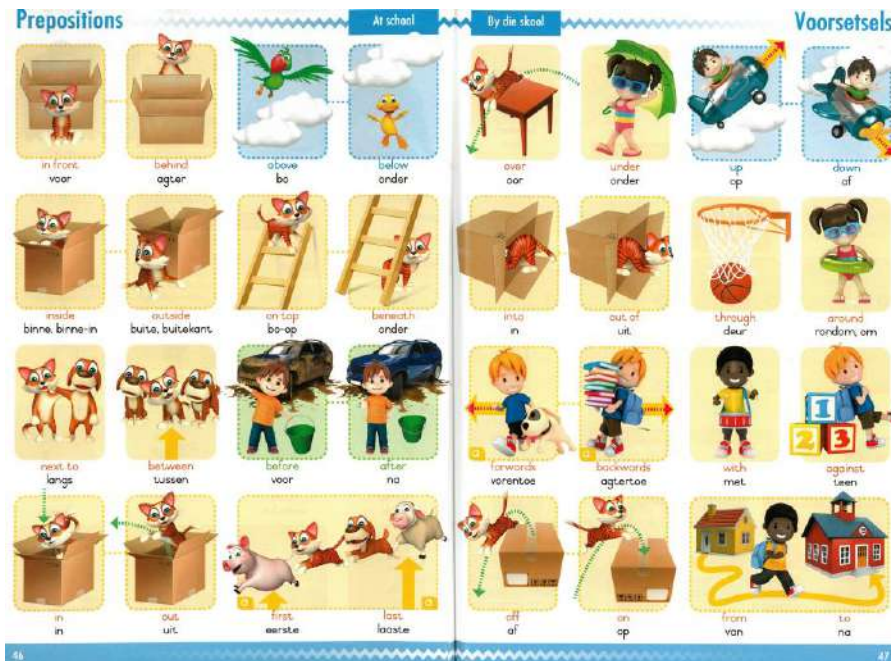 Prepositions
At school
in front
voor
behind
agter
above
bo
below
onder
inside
binne, binne-in
outside
buite, buitekant
on top
bo-op
beneath
onder
next to
langs
between
tussen
before
voor
after
na
in
in
out
uit
a
first
eerste
last
laaste
a
46
By die skool
Voorsetsels
over
oor
under
onder
up
op
down
af
into
in
out of
uit
through
deur
around
rondom, om
a
forwards
vorentoe
a
backwards
agtertoe
with
met
1
2 3
against
teen
off
af
on
op
from
van
to
na
47